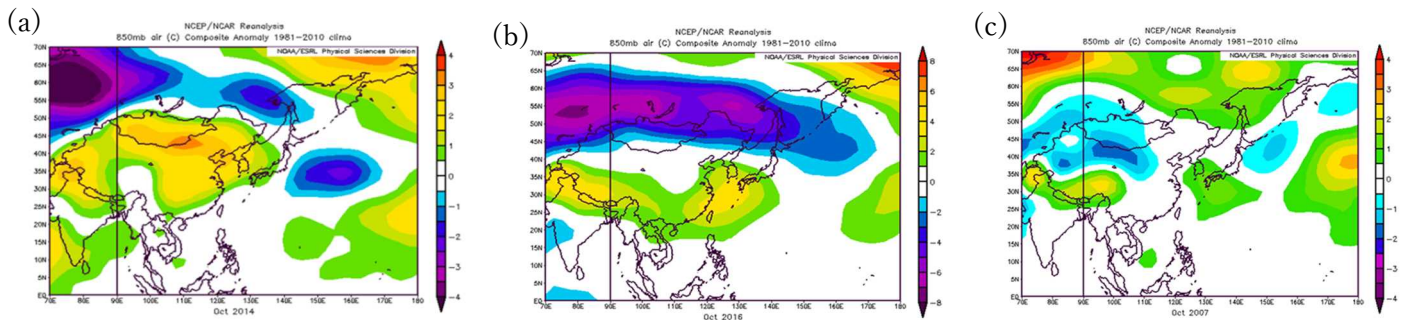 (a)
NCEP/NCAR Reanalysis
850mb air (C) Composite Anomaly 1981-2010 clima
NOAA/ESRL Physical Sciences Division
70N
65N
60N
55N
50N
45N
40N
35N
30N
25N
20N
15N
10N
5N
EQ
70E 80E 90E 100E 110E 120E 130E 140E 150E 160E 170E 180
4
3
2
1
0
-1
-2
-3
-4
Oct 2014
(b)
NCEP/NCAR Reanalysis
850mb air (C) Composite Anomaly 1981-2010 clima
NOAA/ESRL Physical Sciences Division
70N
65N
60N
55N
50N
45N
40N
35N
30N
25N
20N
15N
10N
5N
EQ
70E 80E 90E 100E 110E 120E 130E 140E 150E 160E 170E 180
8
6
4
2
0
-2
-4
-6
-8
Oct 2016
(c)
NCEP/NCAR Reanalysis
850mb air (C) Composite Anomaly 1981-2010 clima
NOAA/ESRL Physical Sciences Division
70N
65N
60N
55N
50N
45N
40N
35N
30N
25N
20N
15N
10N
5N
EQ
70E 80E 90E 100E 110E 120E 130E 140E 150E 160E 170E 180
4
3
2
1
0
-1
-2
-3
-4
Oct 2007